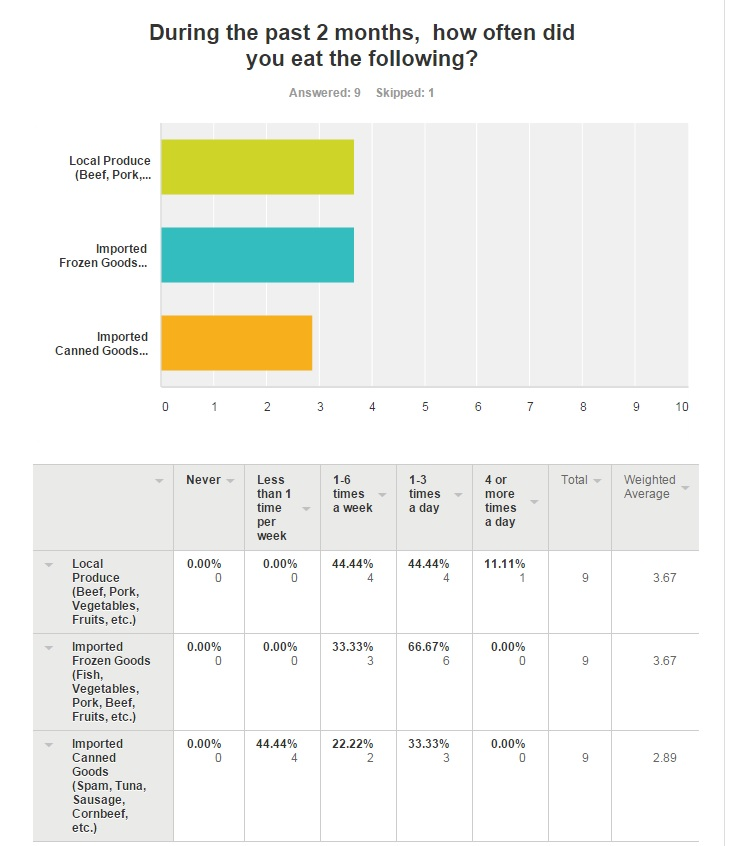 During the past 2 months,  how often did
you eat the following?
Answered: 9    Skipped: 1
Local Produce
(Beef, Pork,...
Imported
Frozen Goods...
Imported
Canned Goods...
0 1 2 3 4 5 6 7 8 9 10
Never
Less
than 1
time
per
week
1-6
times
a week
1-3
times
a day
4 or
more
times
a day
Total
Weighted
Average
Local
Produce
(Beef, Pork,
Vegetables,
Fruits, etc.)
0.00%
0
0.00%
0
44.44%
4
44.44%
4
11.11%
1
9
3.67
Imported
Frozen Goods
(Fish,
Vegetables,
Pork, Beef,
Fruits, etc.)
0.00%
0
0.00%
0
33.33%
3
66.67%
6
0.00%
0
9
3.67
Imported
Canned
Goods
(Spam, Tuna,
Sausage,
Cornbeef,
etc.)
0.00%
0
44.44%
4
22.22%
2
33.33%
3
0.00%
0
9
2.89